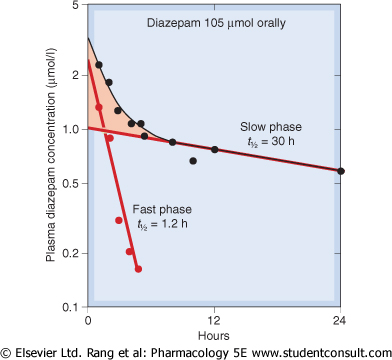 Diazepam 105 µmol orally
Plasma diazepam concentration (µmol/l)
5
2
1.0
0.5
0.2
0.1
Slow phase
t½ = 30 h
Fast phase
t½ = 1.2 h
0
12
24
Hours
© Elsevier Ltd. Rang et al: Pharmacology 5E www.studentconsult.com